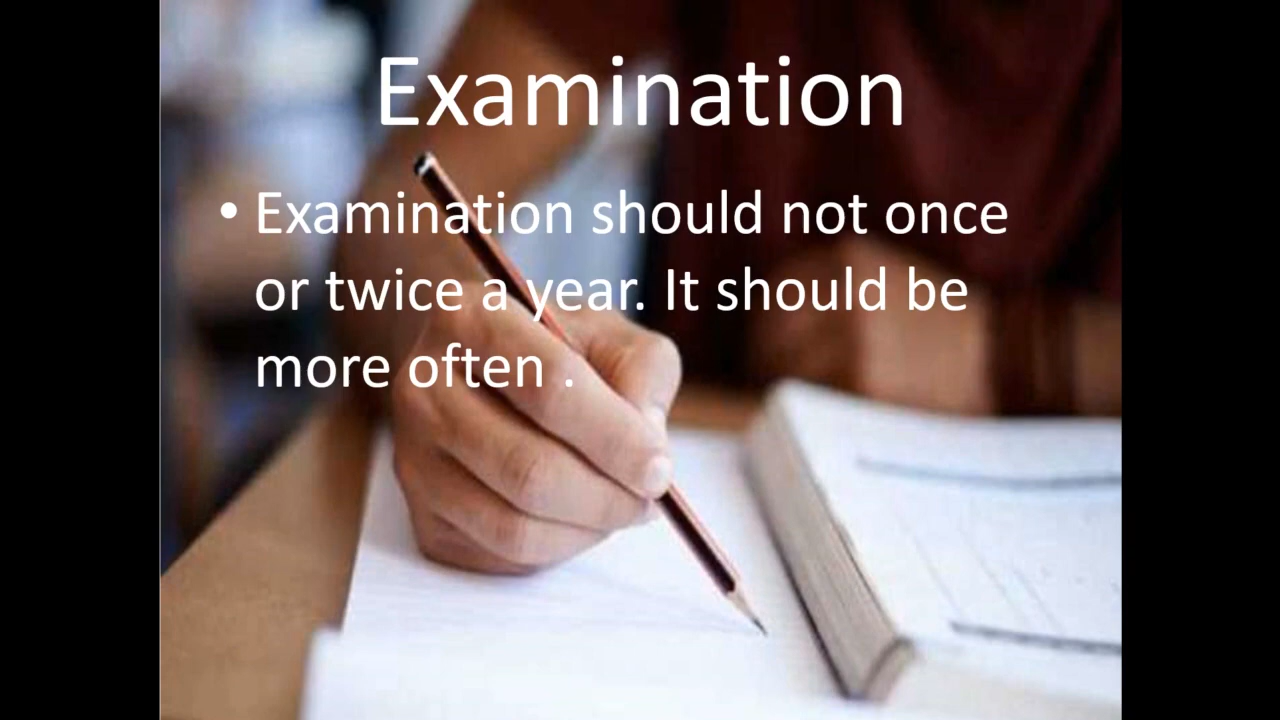 Examination
• Examination should not once
or twice a year. It should be
more often .